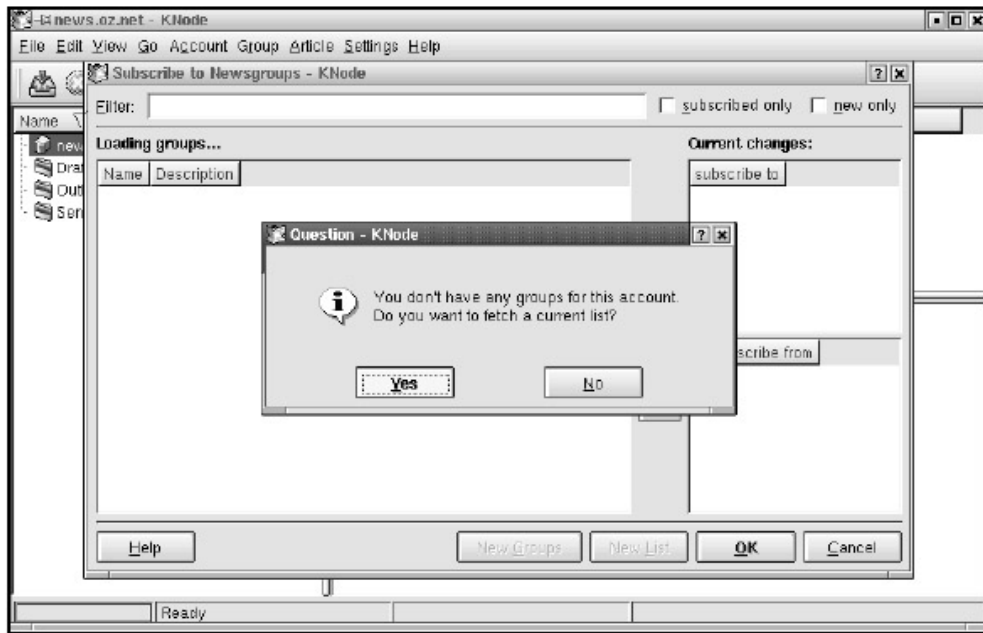 news.oz.net - KNode
File Edit View Go Account Group Article Settings Help
Subscribe to Newsgroups - KNode
Filter: subscribed only new only
Name
Loading groups... Current changes:
Name Description subscribe to
Question - KNode
You don't have any groups for this account.
Do you want to fetch a current list?
scribe from
Yes No
Help New Groups New List OK Cancel
Ready